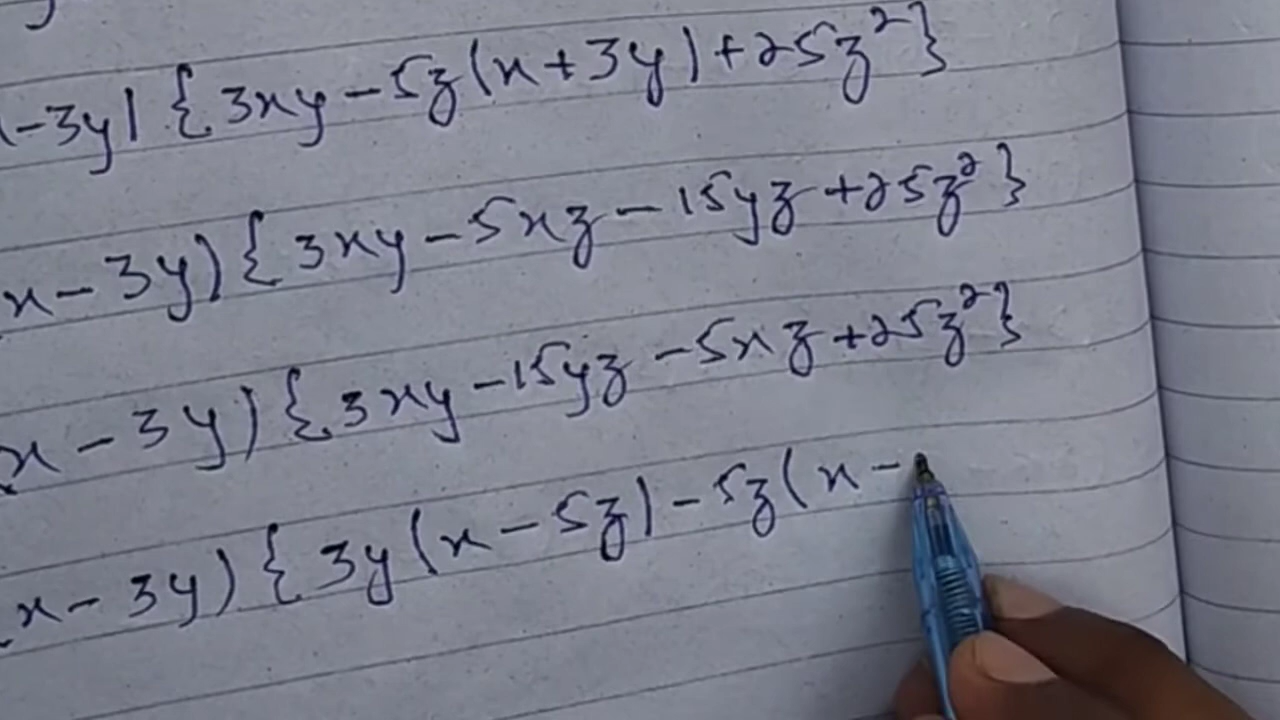 -3y) {3xy-5z(x+3y)+25z²}
x-3y) {3xy-5xz-15yz+25z²}
x-3y) {3xy-15yz-5xz+25z²}
(x-3y) {3y(x-5z)-5z(x-